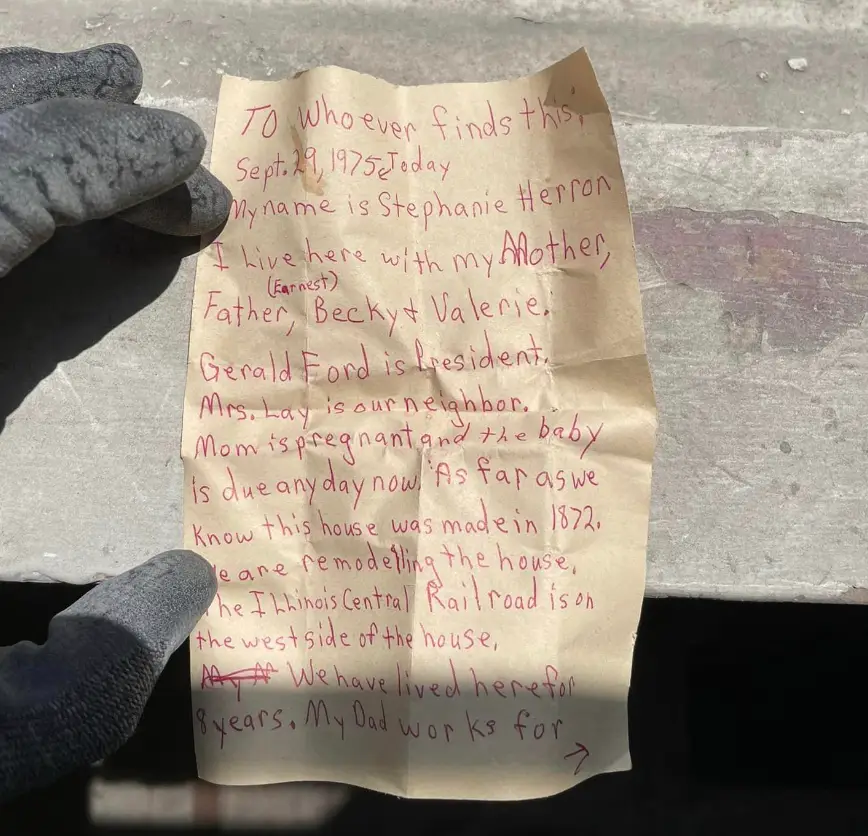 To whoever finds this,
Sept. 29, 1975 Today
My name is Stephanie Herron
I Live here with my Mother,
(Earnest)
Father, Becky & Valerie.
Gerald Ford is President.
Mrs. Lay is our neighbor.
Mom is pregnant and the baby
is due any day now. As far as we
know this house was made in 1872.
We are remodelling the house.
The Illinois Central Railroad is on
the west side of the house.
We have lived here for
8 years. My Dad works for